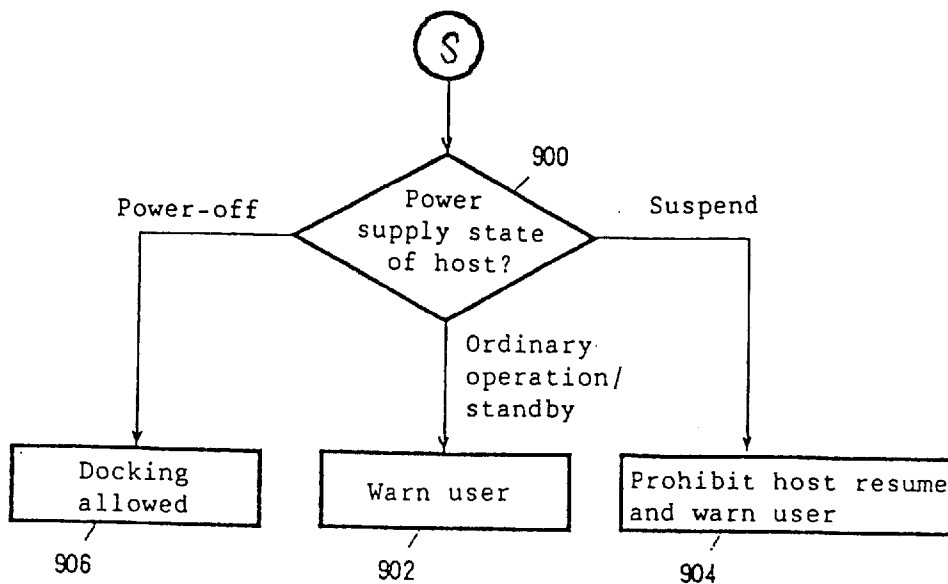 S
900
Power
supply state
of host?
Power-off
Suspend
Ordinary
operation/
standby
Docking
allowed
Warn user
Prohibit host resume
and warn user
906
902
904